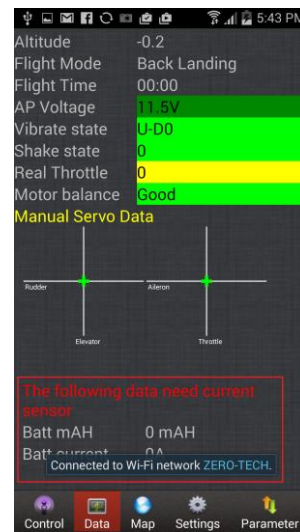 5:43 PM
Altitude -0.2
Flight Mode Back Landing
Flight Time 00:00
AP Voltage 11.5V
Vibrate state U-D0
Shake state 0
Real Throttle 0
Motor balance Good
Manual Servo Data
Rudder Aileron
Elevator Throttle
The following data need current
sensor
Batt mAH 0 mAH
Batt current 0A
Connected to Wi-Fi network ZERO-TECH.
Control Data Map Settings Parameter